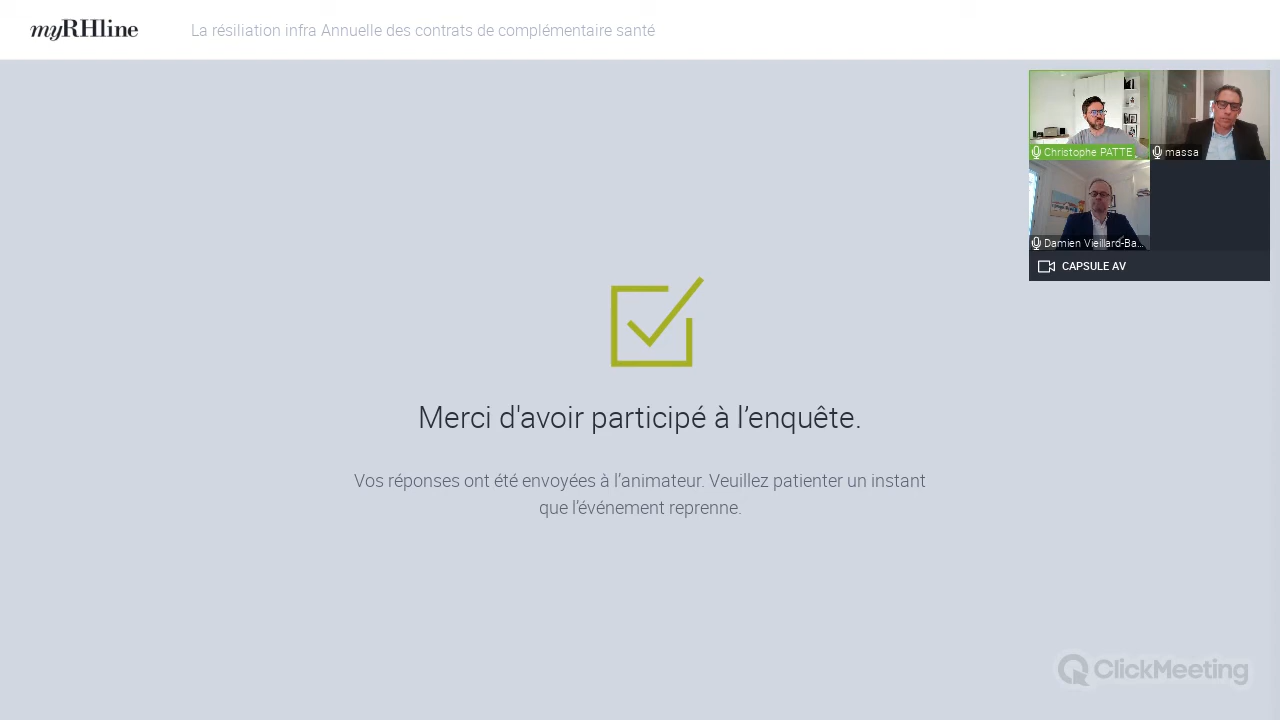 myRHline
La résiliation infra Annuelle des contrats de complémentaire santé
Christophe PATTE
massa
Damien Vieillard-Ba...
CAPSULE AV
Merci d'avoir participé à l’enquête.
Vos réponses ont été envoyées à l’animateur. Veuillez patienter un instant
que l’événement reprenne.
ClickMeeting